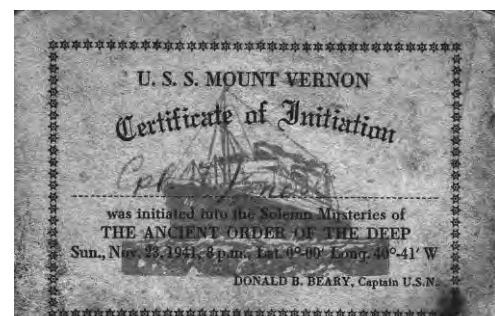 U. S. S. MOUNT VERNON
Certificate of Initiation
was initiated into the Solemn Mysteries of
THE ANCIENT ORDER OF THE DEEP
Sun., Nov. 23, 1941, 3 p.m., Lat. 0°-00' Long. 40°-41' W
DONALD B. BEARY, Captain U.S.N.